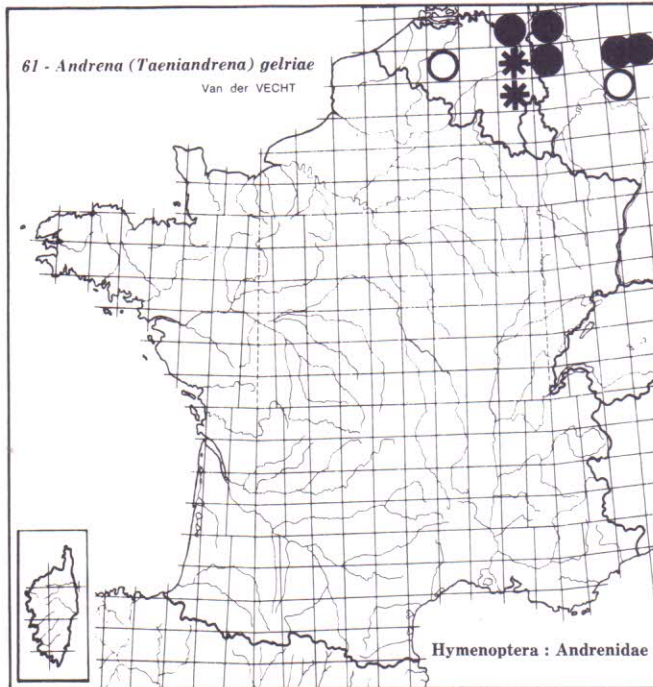 61 - Andrena (Taeniandrena) gelriae
Van der VECHT
Hymenoptera : Andrenidae